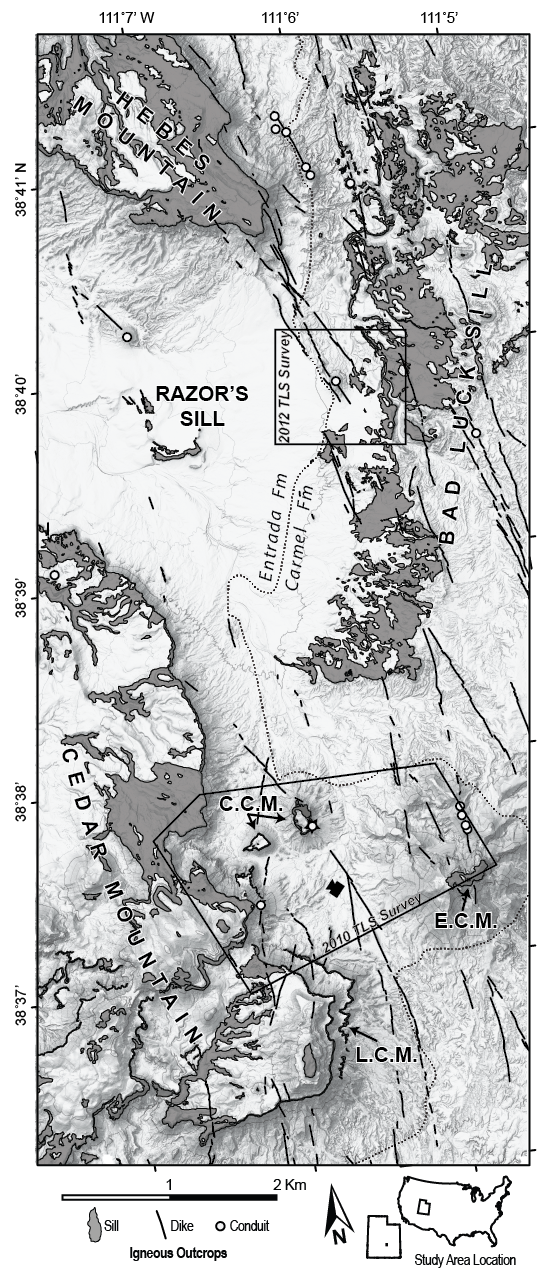 111°7' W 111°6' 111°5'
HEBES
MOUNTAIN
38°41' N
2012 TLS Survey
38°40'
RAZOR'S
SILL
BAD LUCK SILL
Entrada Fm
Carmel Fm
38°39'
38°38'
C.C.M.
CEDAR MOUNTAIN
E.C.M.
2010 TLS Survey
38°37'
L.C.M.
1 2 Km
Sill Dike Conduit
Igneous Outcrops
N
Study Area Location